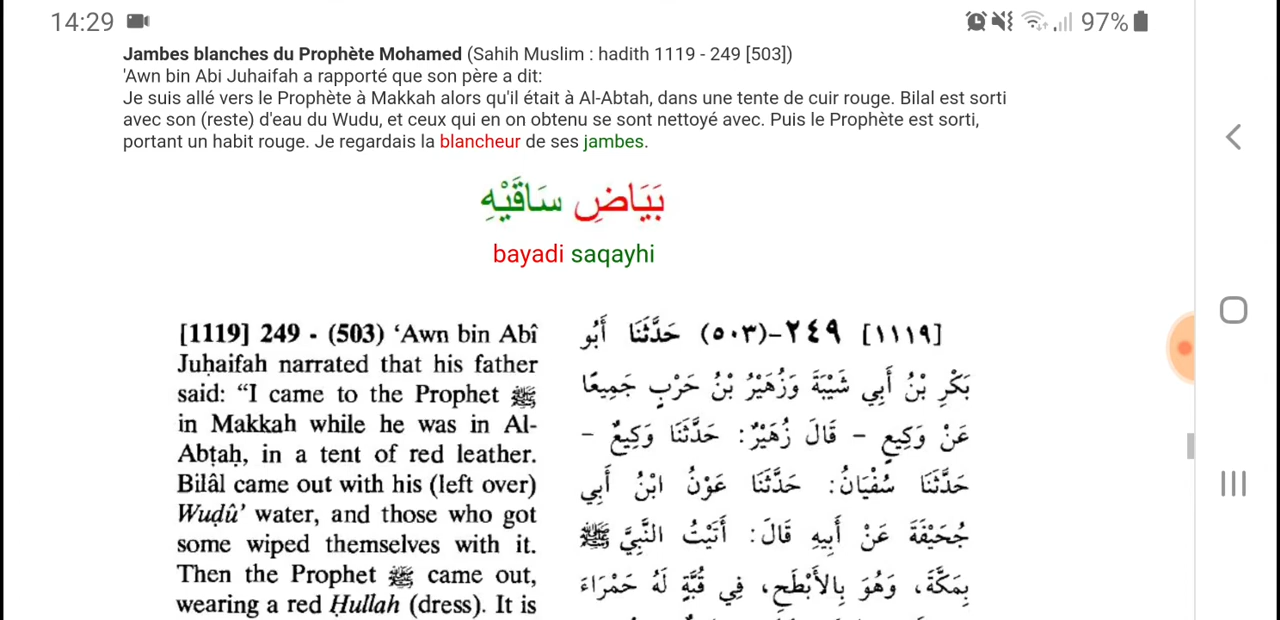 14:29
97%
Jambes blanches du Prophète Mohamed (Sahih Muslim : hadith 1119 - 249 [503])
'Awn bin Abi Juhaifah a rapporté que son père a dit:
Je suis allé vers le Prophète à Makkah alors qu'il était à Al-Abtah, dans une tente de cuir rouge. Bilal est sorti
avec son (reste) d'eau du Wudu, et ceux qui en on obtenu se sont nettoyé avec. Puis le Prophète est sorti,
portant un habit rouge. Je regardais la blancheur de ses jambes.
بَيَاضِ سَاقَيْهِ
bayadi saqayhi
[1119] 249 - (503) ‘Awn bin Abî
Juḥaifah narrated that his father
said: “I came to the Prophet ﷺ
in Makkah while he was in Al-
Abṭaḥ, in a tent of red leather.
Bilâl came out with his (left over)
Wuḍû’ water, and those who got
some wiped themselves with it.
Then the Prophet ﷺ came out,
wearing a red Ḥullah (dress). It is
[١١١٩] ٢٤٩-(٥٠٣) حَدَّثَنَا أَبُو
بَكْرِ بْنُ أَبِي شَيْبَةَ وَزُهَيْرُ بْنُ حَرْبٍ جَمِيعًا
عَنْ وَكِيعٍ - قَالَ زُهَيْرٌ: حَدَّثَنَا وَكِيعٌ -
حَدَّثَنَا سُفْيَانُ: حَدَّثَنَا عَوْنُ ابْنُ أَبِي
جُحَيْفَةَ عَنْ أَبِيهِ قَالَ: أَتَيْتُ النَّبِيَّ ﷺ
بِمَكَّةَ، وَهُوَ بِالأَبْطَحِ، فِي قُبَّةٍ لَهُ حَمْرَاءَ